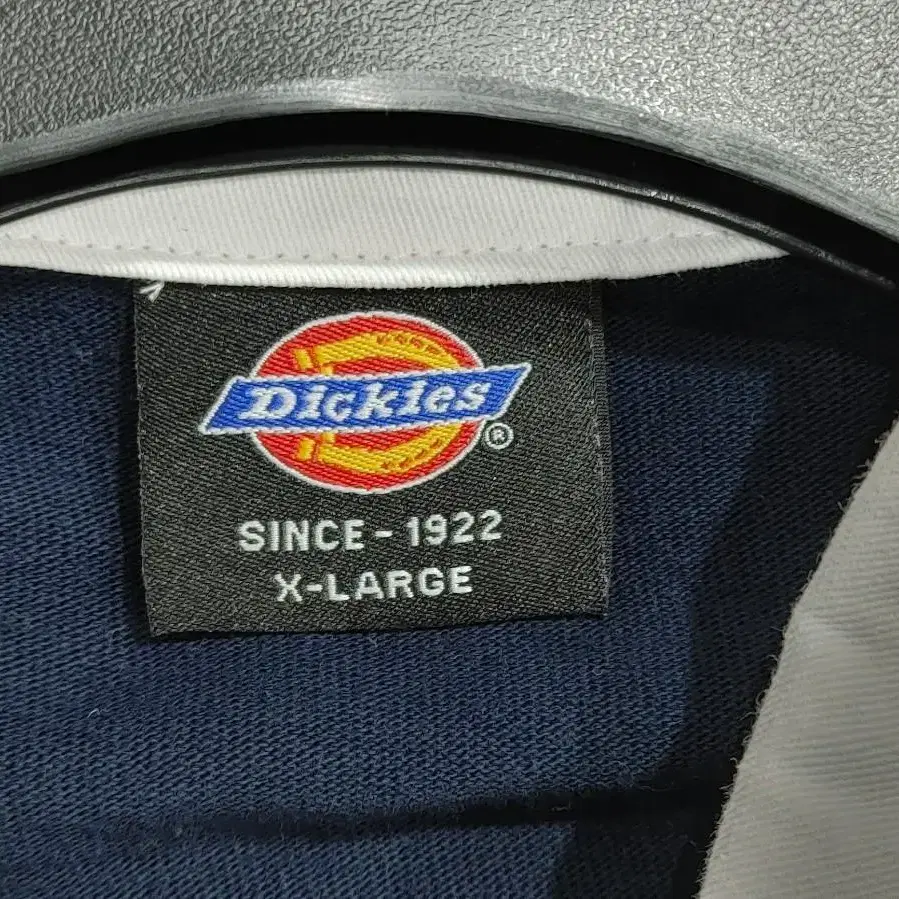 Dickies
®
SINCE - 1922
X-LARGE